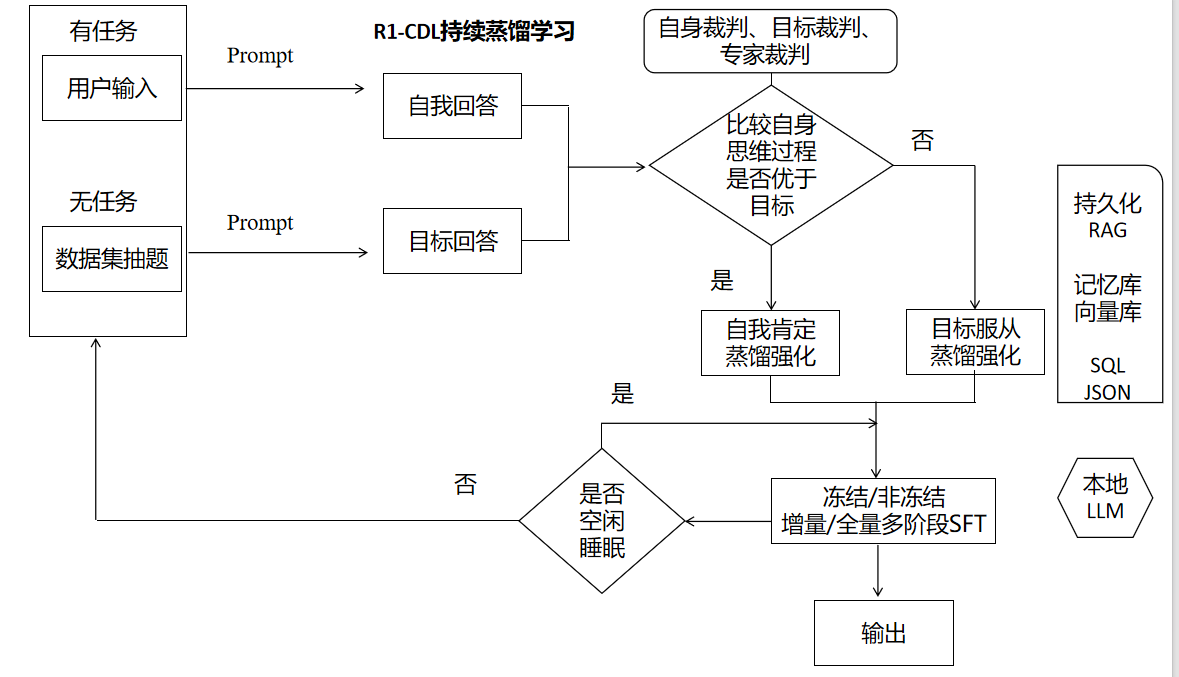 有任务
用户输入
无任务
数据集抽题
Prompt
Prompt
R1-CDL持续蒸馏学习
自我回答
目标回答
自身裁判、目标裁判、
专家裁判
比较自身
思维过程
是否优于
目标
否
是
自我肯定
蒸馏强化
目标服从
蒸馏强化
持久化
RAG
记忆库
向量库
SQL
JSON
是
否
是否
空闲
睡眠
冻结/非冻结
增量/全量多阶段SFT
本地
LLM
输出